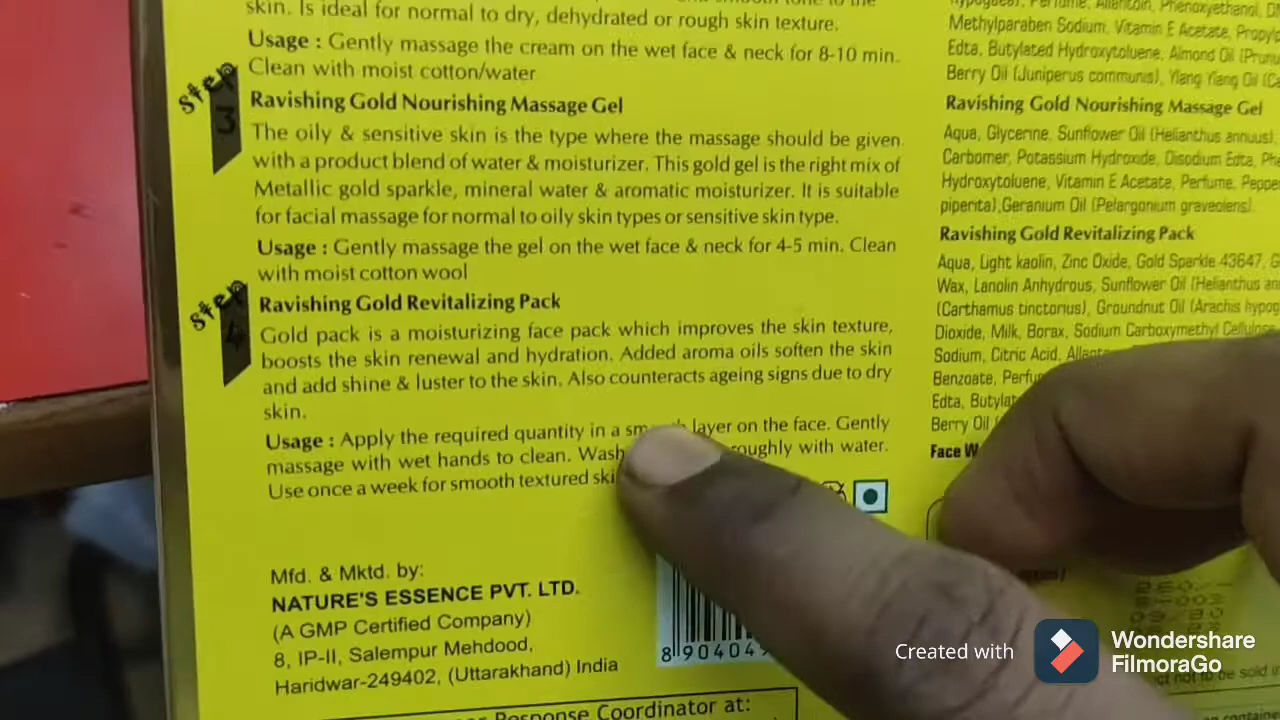 skin. Is ideal for normal to dry, dehydrated or rough skin texture.
Usage : Gently massage the cream on the wet face & neck for 8-10 min.
Clean with moist cotton/water
Step 3
Ravishing Gold Nourishing Massage Gel
The oily & sensitive skin is the type where the massage should be given
with a product blend of water & moisturizer. This gold gel is the right mix of
Metallic gold sparkle, mineral water & aromatic moisturizer. It is suitable
for facial massage for normal to oily skin types or sensitive skin type.
Usage : Gently massage the gel on the wet face & neck for 4-5 min. Clean
with moist cotton wool
Step 4
Ravishing Gold Revitalizing Pack
Gold pack is a moisturizing face pack which improves the skin texture,
boosts the skin renewal and hydration. Added aroma oils soften the skin
and add shine & luster to the skin. Also counteracts ageing signs due to dry
skin.
Usage : Apply the required quantity in a layer on the face. Gently
massage with wet hands to clean. Wash with water.
Use once a week for smooth textured
Mfd. & Mktd. by:
NATURE'S ESSENCE PVT. LTD.
(A GMP Certified Company)
8, IP-II, Salempur Mehdood,
Haridwar-249402, (Uttarakhand) India
Response Coordinator at:
8 90404
Perfume, Allantoin, Phenoxyethanol,
Methylparaben Sodium, Vitamin E Acetate,
Edta, Butylated Hydroxytoluene, Almond Oil
Berry Oil (Juniperus communis), Ylang Ylang Oil
Ravishing Gold Nourishing Massage Gel
Aqua, Glycerine, Sunflower Oil (Helianthus annuus),
Carbomer, Potassium Hydroxide, Disodium Edta,
Hydroxytoluene, Vitamin E Acetate, Perfume,
piperita),Geranium Oil (Pelargonium graveolens).
Ravishing Gold Revitalizing Pack
Aqua, Light kaolin, Zinc Oxide, Gold Sparkle 43647,
Wax, Lanolin Anhydrous, Sunflower Oil (Helianthus
(Carthamus tinctorius), Groundnut Oil (Arachis
Dioxide, Milk, Borax, Sodium Carboxymethyl Cellulose
Sodium, Citric Acid,
Benzoate,
Edta,
Berry Oil
Face
Created with
Wondershare
FilmoraGo